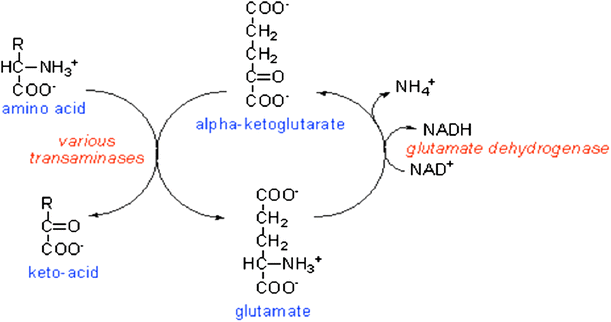 COO⁻
CH₂
CH₂
C=O
COO⁻
alpha-ketoglutarate
R
HC—NH₃⁺
COO⁻
amino acid
NH₄⁺
NADH
glutamate dehydrogenase
NAD⁺
various
transaminases
R
C=O
COO⁻
keto-acid
COO⁻
CH₂
CH₂
HC—NH₃⁺
COO⁻
glutamate